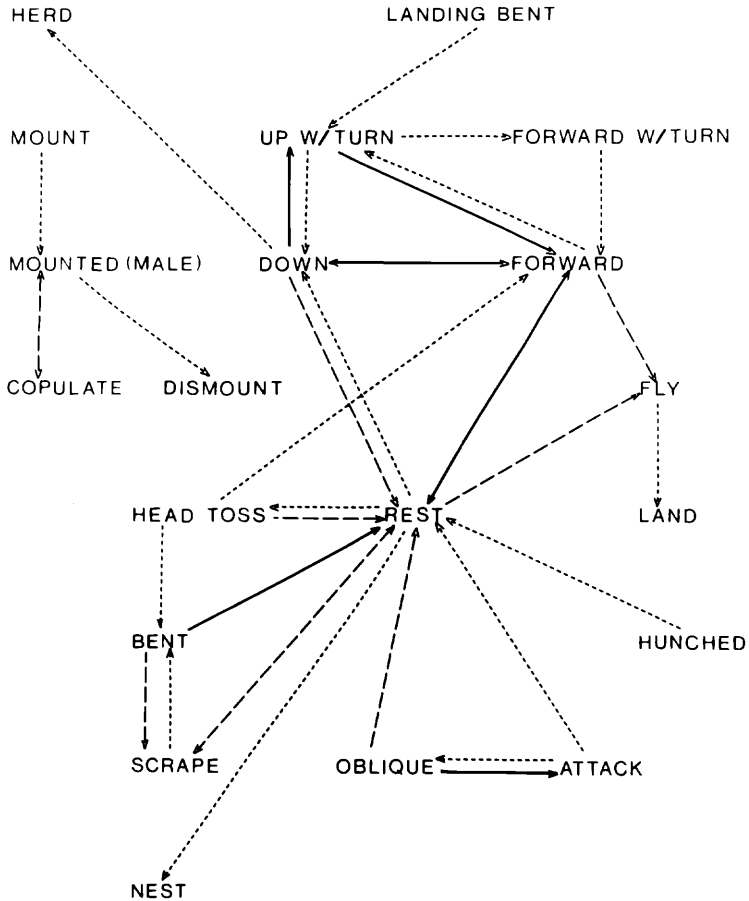 HERD LANDING BENT
MOUNT UP W/TURN FORWARD W/TURN
MOUNTED (MALE) DOWN FORWARD
COPULATE DISMOUNT FLY
HEAD TOSS REST LAND
BENT HUNCHED
SCRAPE OBLIQUE ATTACK
NEST